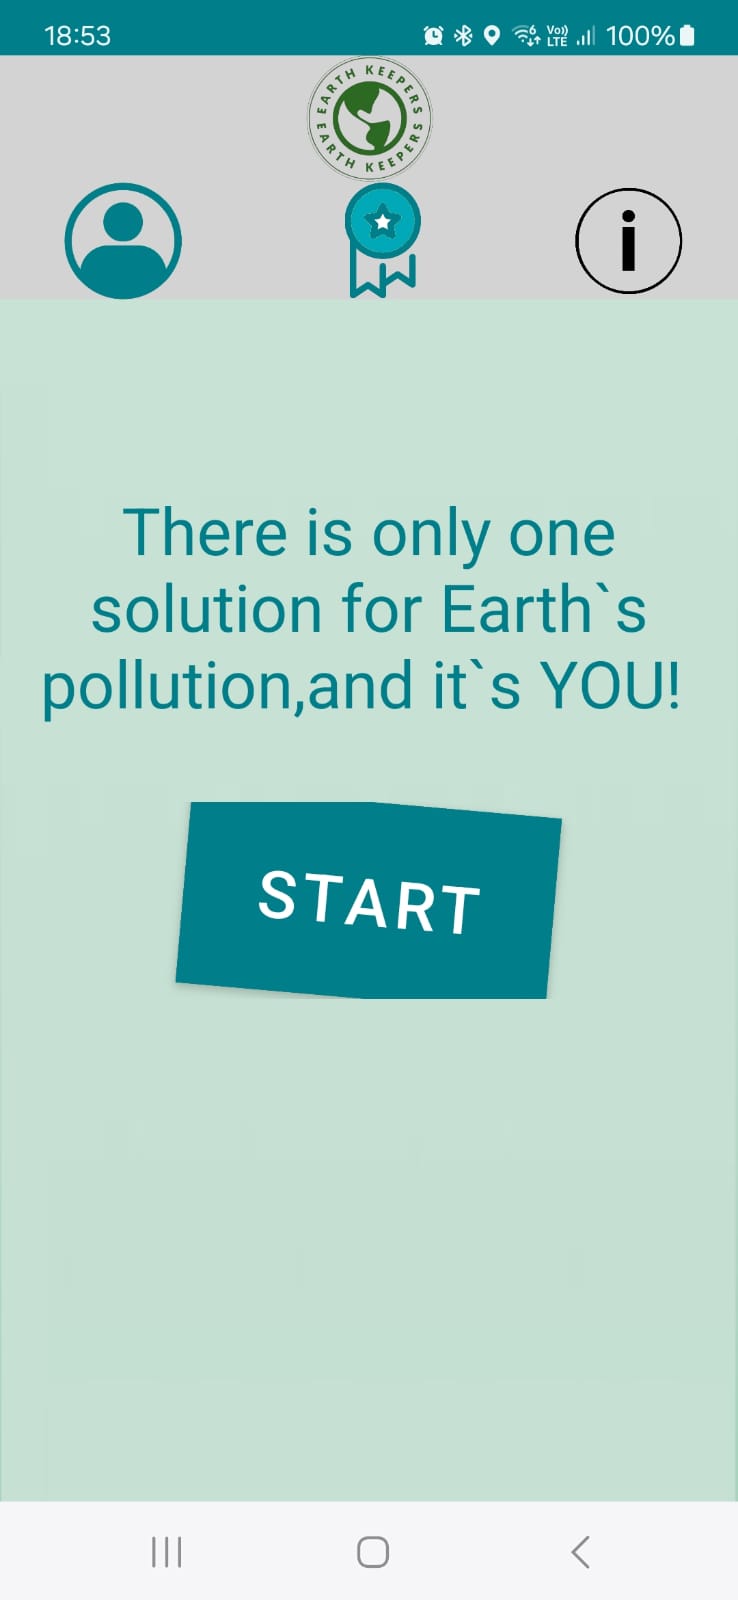 18:53
Vo))
LTE
100%
EARTH KEEPERS
EARTH KEEPERS
i
There is only one
solution for Earth`s
pollution,and it`s YOU!
START